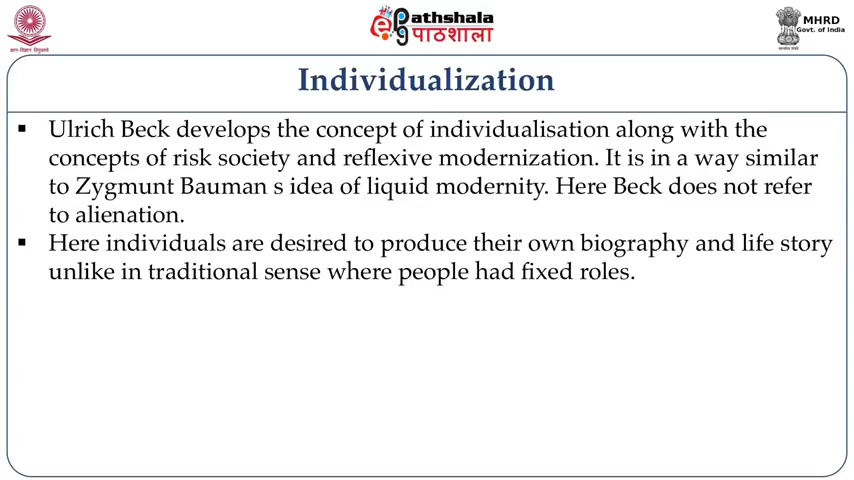 ePathshala
पाठशाला
MHRD
Govt. of India
Individualization
▪ Ulrich Beck develops the concept of individualisation along with the
concepts of risk society and reflexive modernization. It is in a way similar
to Zygmunt Bauman s idea of liquid modernity. Here Beck does not refer
to alienation.
▪ Here individuals are desired to produce their own biography and life story
unlike in traditional sense where people had fixed roles.